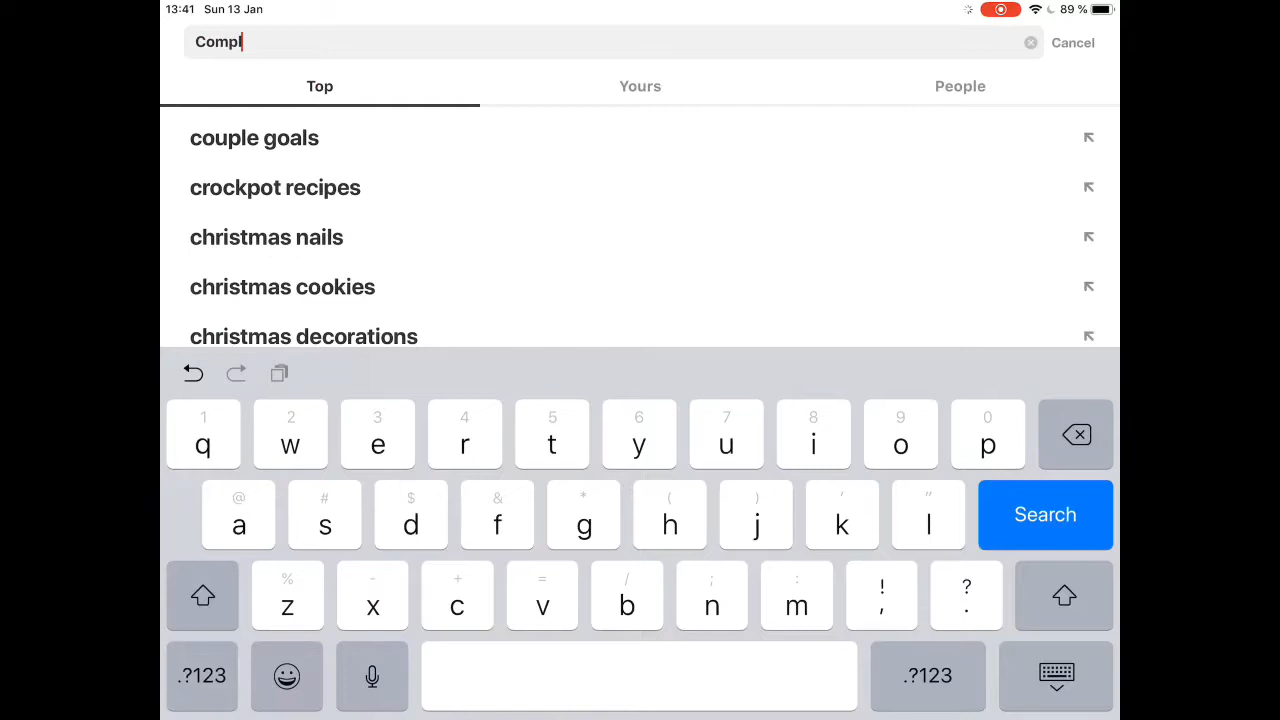 13:41 Sun 13 Jan 89 %
Compl Cancel
Top Yours People
couple goals
crockpot recipes
christmas nails
christmas cookies
christmas decorations
1 2 3 4 5 6 7 8 9 0
q w e r t y u i o p
@ # $ & * ( ) ' "
a s d f g h j k l Search
% - + = / ; : ! ?
z x c v b n m , .
.?123 .?123